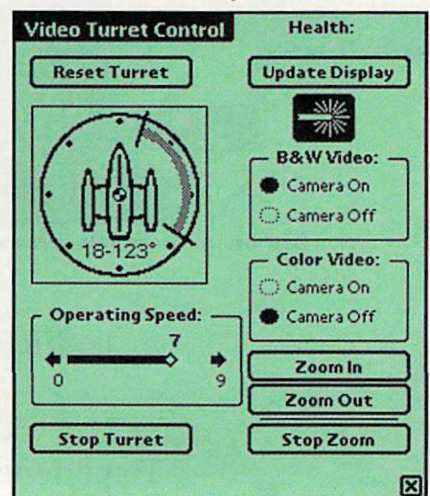 Video Turret Control
Health:
Reset Turret
Update Display
18-123°
B&W Video:
Camera On
Camera Off
Color Video:
Camera On
Camera Off
Operating Speed:
7
0
9
Zoom In
Zoom Out
Stop Turret
Stop Zoom